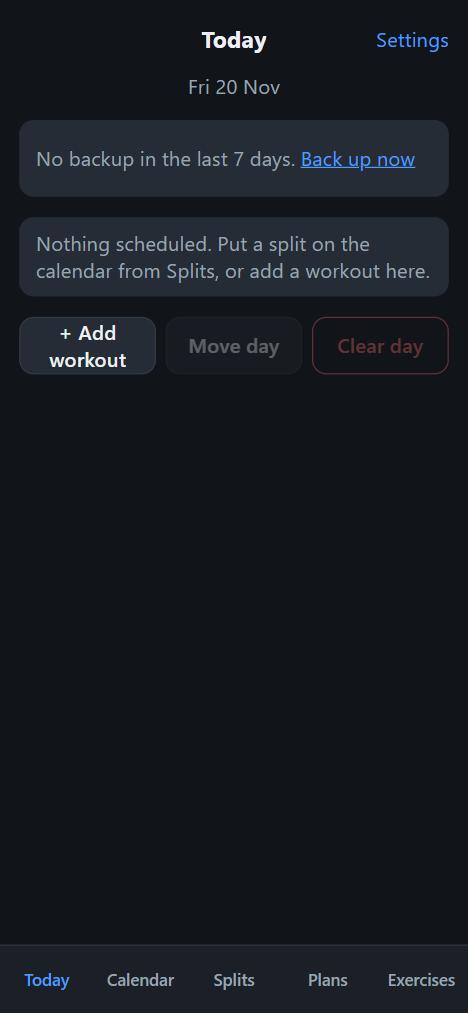 Today
Settings
Fri 20 Nov
No backup in the last 7 days. Back up now
Nothing scheduled. Put a split on the
calendar from Splits, or add a workout here.
+ Add
workout
Move day
Clear day
Today
Calendar
Splits
Plans
Exercises